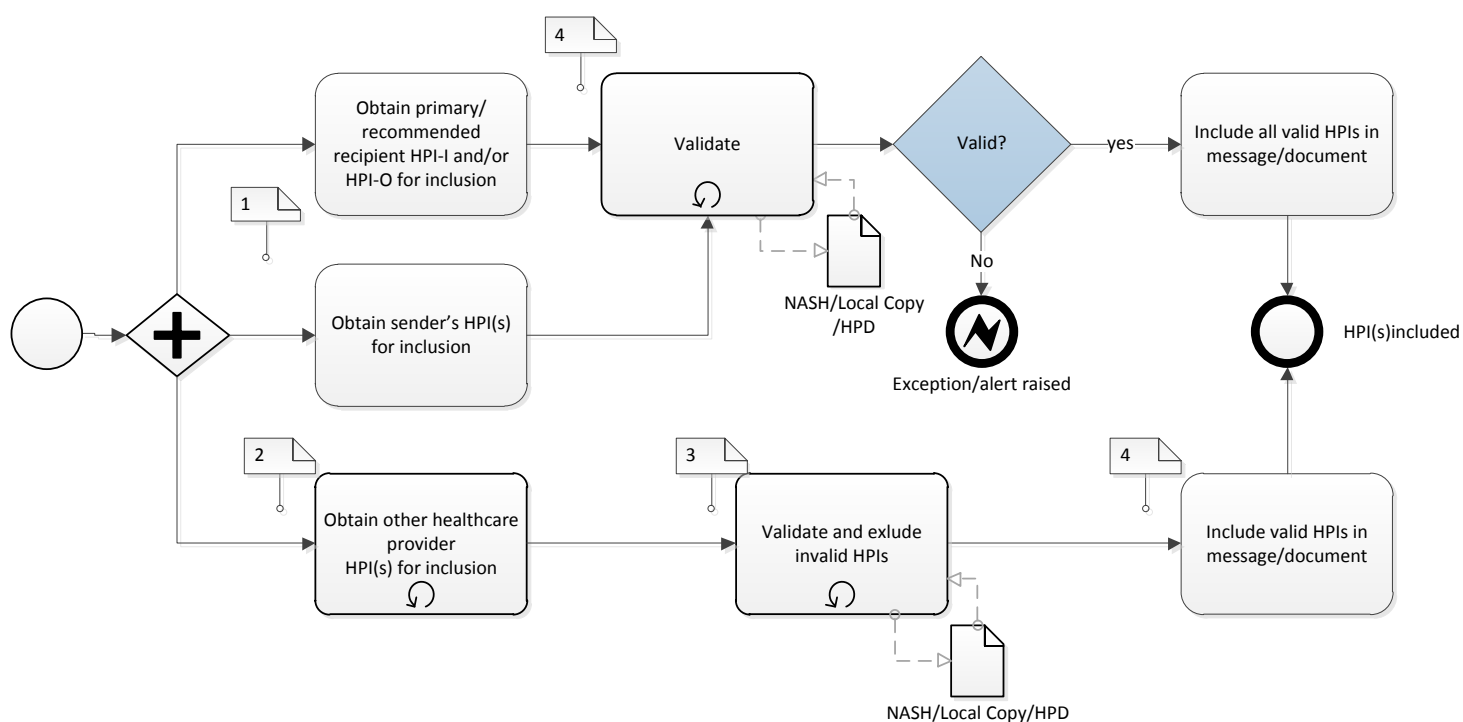 4
Obtain primary/
recommended
recipient HPI-I and/or
HPI-O for inclusion
Validate
Valid?
yes
Include all valid HPIs in
message/document
1
No
NASH/Local Copy
/HPD
Obtain sender’s HPI(s)
for inclusion
Exception/alert raised
HPI(s)included
2
Obtain other healthcare
provider
HPI(s) for inclusion
3
Validate and exlude
invalid HPIs
4
Include valid HPIs in
message/document
NASH/Local Copy/HPD